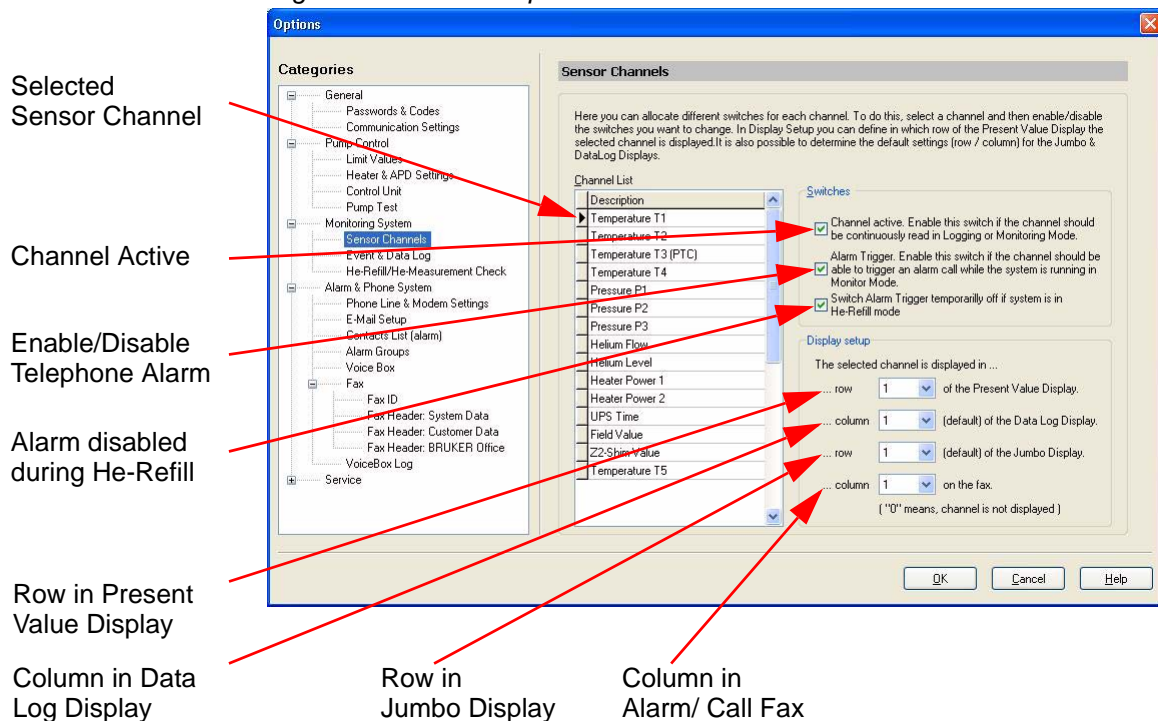 Options
Categories
General
Passwords & Codes
Communication Settings
Pump Control
Limit Values
Heater & APD Settings
Control Unit
Pump Test
Monitoring System
Sensor Channels
Event & Data Log
He-Refill/He-Measurement Check
Alarm & Phone System
Phone Line & Modem Settings
E-Mail Setup
Contacts List (alarm)
Alarm Groups
Voice Box
Fax
Fax ID
Fax Header: System Data
Fax Header: Customer Data
Fax Header: BRUKER Office
VoiceBox Log
Service
Sensor Channels
Here you can allocate different switches for each channel. To do this, select a channel and then enable/disable
the switches you want to change. In Display Setup you can define in which row of the Present Value Display the
selected channel is displayed.It is also possible to determine the default settings (row / column) for the Jumbo &
DataLog Displays.
Channel List
Description
Temperature T1
Temperature T2
Temperature T3 (PTC)
Temperature T4
Pressure P1
Pressure P2
Pressure P3
Helium Flow
Helium Level
Heater Power 1
Heater Power 2
UPS Time
Field Value
Z2-Shim Value
Temperature T5
Switches
Channel active. Enable this switch if the channel should
be continuously read in Logging or Monitoring Mode.
Alarm Trigger. Enable this switch if the channel should be
able to trigger an alarm call while the system is running in
Monitor Mode.
Switch Alarm Trigger temporarilly off if system is in
He-Refill mode
Display setup
The selected channel is displayed in ...
... row 1 of the Present Value Display.
... column 1 (default) of the Data Log Display.
... row 1 (default) of the Jumbo Display.
... column 1 on the fax.
( "0" means, channel is not displayed )
OK Cancel Help
Selected
Sensor Channel
Channel Active
Enable/Disable
Telephone Alarm
Alarm disabled
during He-Refill
Row in Present
Value Display
Column in Data
Log Display
Row in
Jumbo Display
Column in
Alarm/ Call Fax